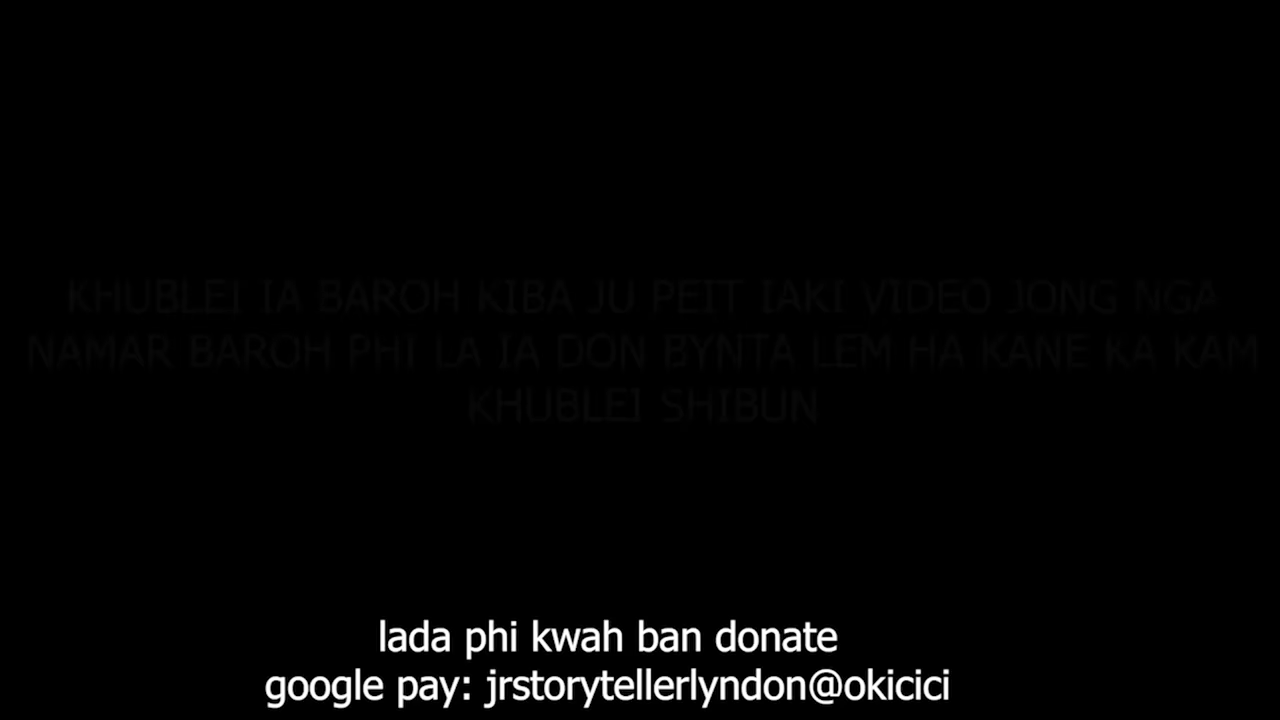 KHUBLEI IA BAROH KIBA JU PEIT IAKI VIDEO JONG NGA
NAMAR BAROH PHI LA IA DON BYNTA LEM HA KANE KA KAM
KHUBLEI SHIBUN
lada phi kwah ban donate
google pay: jrstorytellerlyndon@okicici